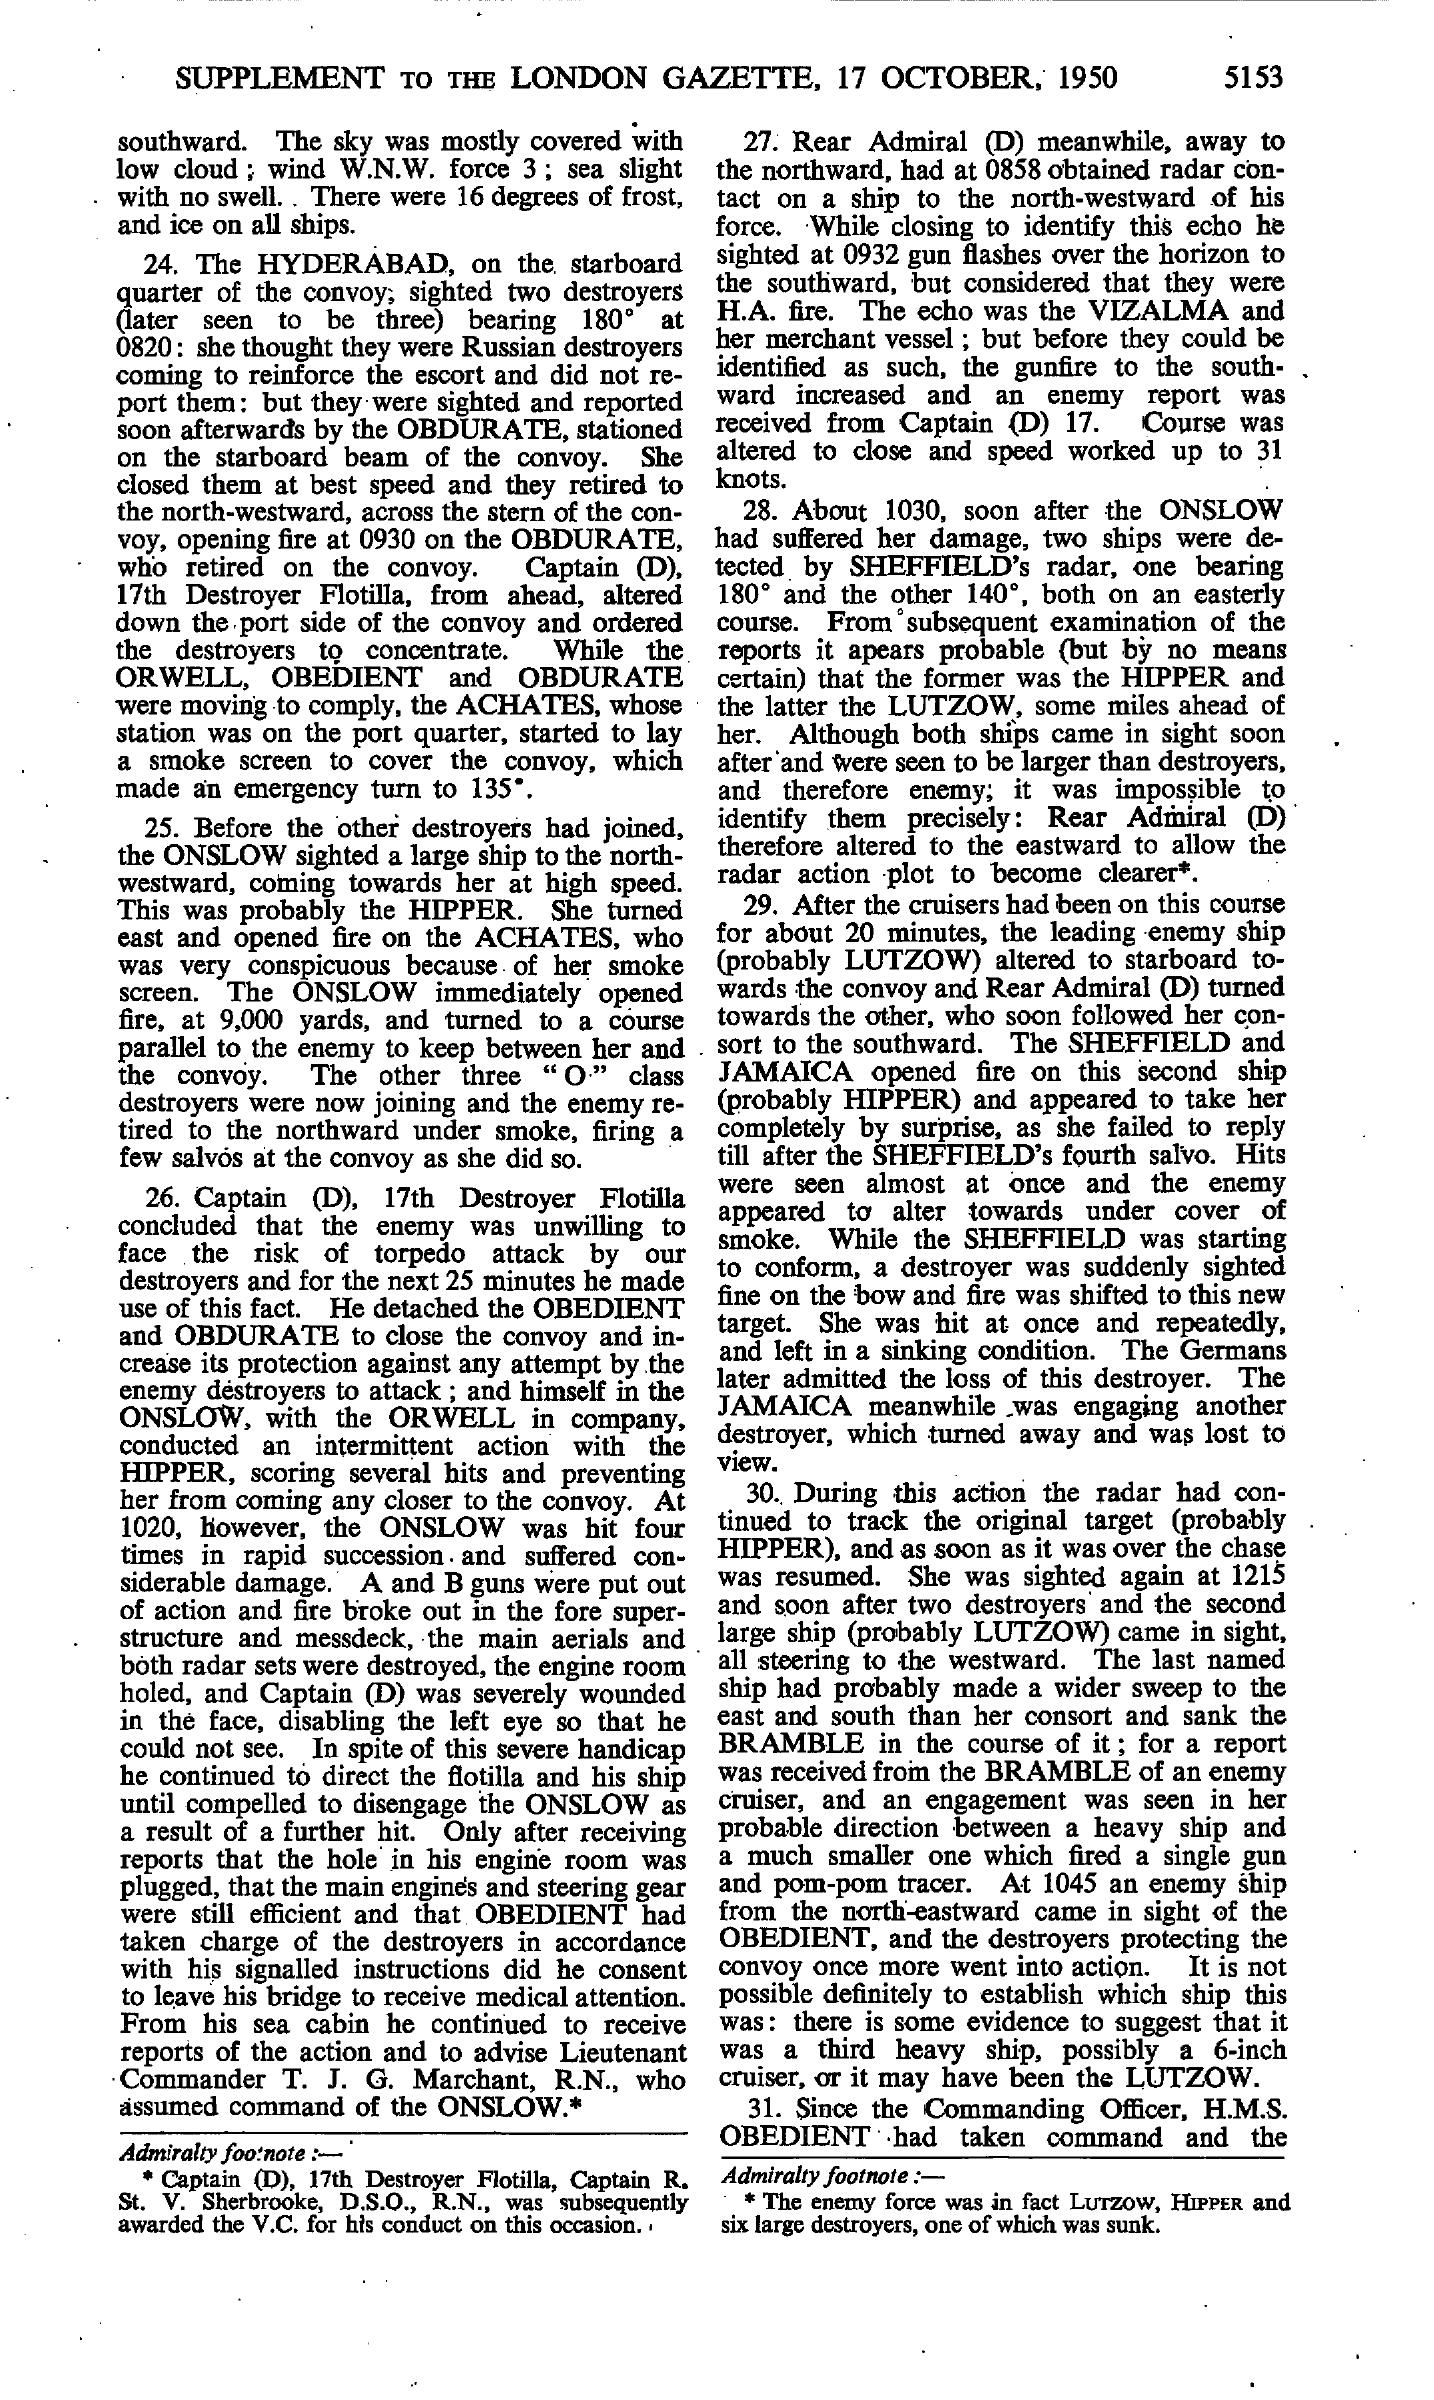 SUPPLEMENT TO THE LONDON GAZETTE, 17 OCTOBER, 1950 5153
southward. The sky was mostly covered with
low cloud; wind W.N.W. force 3; sea slight
with no swell. There were 16 degrees of frost,
and ice on all ships.
24. The HYDERABAD, on the starboard
quarter of the convoy, sighted two destroyers
(later seen to be three) bearing 180° at
0820: she thought they were Russian destroyers
coming to reinforce the escort and did not re-
port them: but they were sighted and reported
soon afterwards by the OBDURATE, stationed
on the starboard beam of the convoy. She
closed them at best speed and they retired to
the north-westward, across the stern of the con-
voy, opening fire at 0930 on the OBDURATE,
who retired on the convoy. Captain (D),
17th Destroyer Flotilla, from ahead, altered
down the port side of the convoy and ordered
the destroyers to concentrate. While the
ORWELL, OBEDIENT and OBDURATE
were moving to comply, the ACHATES, whose
station was on the port quarter, started to lay
a smoke screen to cover the convoy, which
made an emergency turn to 135°.
25. Before the other destroyers had joined,
the ONSLOW sighted a large ship to the north-
westward, coming towards her at high speed.
This was probably the HIPPER. She turned
east and opened fire on the ACHATES, who
was very conspicuous because of her smoke
screen. The ONSLOW immediately opened
fire, at 9,000 yards, and turned to a course
parallel to the enemy to keep between her and
the convoy. The other three "O" class
destroyers were now joining and the enemy re-
tired to the northward under smoke, firing a
few salvos at the convoy as she did so.
26. Captain (D), 17th Destroyer Flotilla
concluded that the enemy was unwilling to
face the risk of torpedo attack by our
destroyers and for the next 25 minutes he made
use of this fact. He detached the OBEDIENT
and OBDURATE to close the convoy and in-
crease its protection against any attempt by the
enemy destroyers to attack; and himself in the
ONSLOW, with the ORWELL in company,
conducted an intermittent action with the
HIPPER, scoring several hits and preventing
her from coming any closer to the convoy. At
1020, however, the ONSLOW was hit four
times in rapid succession and suffered con-
siderable damage. A and B guns were put out
of action and fire broke out in the fore super-
structure and messdeck, the main aerials and
both radar sets were destroyed, the engine room
holed, and Captain (D) was severely wounded
in the face, disabling the left eye so that he
could not see. In spite of this severe handicap
he continued to direct the flotilla and his ship
until compelled to disengage the ONSLOW as
a result of a further hit. Only after receiving
reports that the hole in his engine room was
plugged, that the main engines and steering gear
were still efficient and that OBEDIENT had
taken charge of the destroyers in accordance
with his signalled instructions did he consent
to leave his bridge to receive medical attention.
From his sea cabin he continued to receive
reports of the action and to advise Lieutenant
Commander T. J. G. Marchant, R.N., who
assumed command of the ONSLOW.*
Admiralty footnote:—
* Captain (D), 17th Destroyer Flotilla, Captain R.
St. V. Sherbrooke, D.S.O., R.N., was subsequently
awarded the V.C. for his conduct on this occasion.
27. Rear Admiral (D) meanwhile, away to
the northward, had at 0858 obtained radar con-
tact on a ship to the north-westward of his
force. While closing to identify this echo he
sighted at 0932 gun flashes over the horizon to
the southward, but considered that they were
H.A. fire. The echo was the VIZALMA and
her merchant vessel; but before they could be
identified as such, the gunfire to the south-
ward increased and an enemy report was
received from Captain (D) 17. Course was
altered to close and speed worked up to 31
knots.
28. About 1030, soon after the ONSLOW
had suffered her damage, two ships were de-
tected by SHEFFIELD's radar, one bearing
180° and the other 140°, both on an easterly
course. From subsequent examination of the
reports it apears probable (but by no means
certain) that the former was the HIPPER and
the latter the LUTZOW, some miles ahead of
her. Although both ships came in sight soon
after and were seen to be larger than destroyers,
and therefore enemy; it was impossible to
identify them precisely: Rear Admiral (D)
therefore altered to the eastward to allow the
radar action plot to become clearer*.
29. After the cruisers had been on this course
for about 20 minutes, the leading enemy ship
(probably LUTZOW) altered to starboard to-
wards the convoy and Rear Admiral (D) turned
towards the other, who soon followed her con-
sort to the southward. The SHEFFIELD and
JAMAICA opened fire on this second ship
(probably HIPPER) and appeared to take her
completely by surprise, as she failed to reply
till after the SHEFFIELD's fourth salvo. Hits
were seen almost at once and the enemy
appeared to alter towards under cover of
smoke. While the SHEFFIELD was starting
to conform, a destroyer was suddenly sighted
fine on the bow and fire was shifted to this new
target. She was hit at once and repeatedly,
and left in a sinking condition. The Germans
later admitted the loss of this destroyer. The
JAMAICA meanwhile was engaging another
destroyer, which turned away and was lost to
view.
30. During this action the radar had con-
tinued to track the original target (probably
HIPPER), and as soon as it was over the chase
was resumed. She was sighted again at 1215
and soon after two destroyers and the second
large ship (probably LUTZOW) came in sight,
all steering to the westward. The last named
ship had probably made a wider sweep to the
east and south than her consort and sank the
BRAMBLE in the course of it; for a report
was received from the BRAMBLE of an enemy
cruiser, and an engagement was seen in her
probable direction between a heavy ship and
a much smaller one which fired a single gun
and pom-pom tracer. At 1045 an enemy ship
from the north-eastward came in sight of the
OBEDIENT, and the destroyers protecting the
convoy once more went into action. It is not
possible definitely to establish which ship this
was: there is some evidence to suggest that it
was a third heavy ship, possibly a 6-inch
cruiser, or it may have been the LUTZOW.
31. Since the Commanding Officer, H.M.S.
OBEDIENT had taken command and the
Admiralty footnote:—
* The enemy force was in fact LUTZOW, HIPPER and
six large destroyers, one of which was sunk.